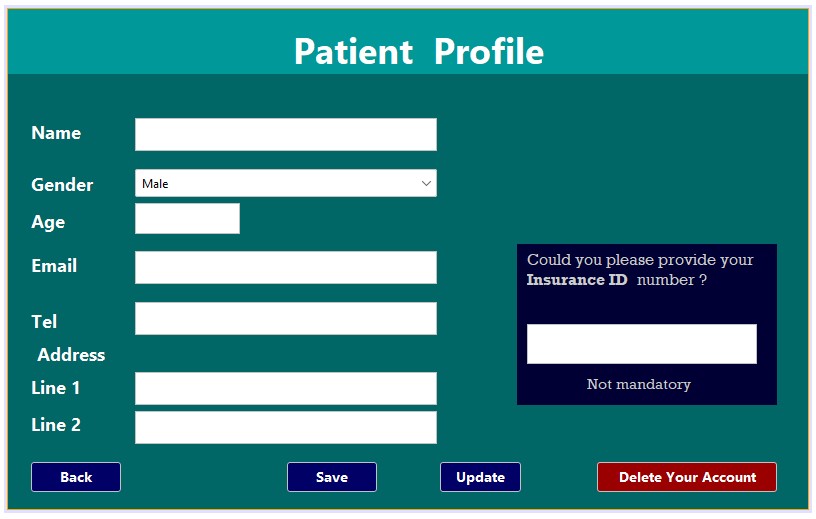 Patient Profile
Name
Gender Male
Age
Email
Tel
Address
Line 1
Line 2
Could you please provide your
Insurance ID number ?
Not mandatory
Back Save Update Delete Your Account